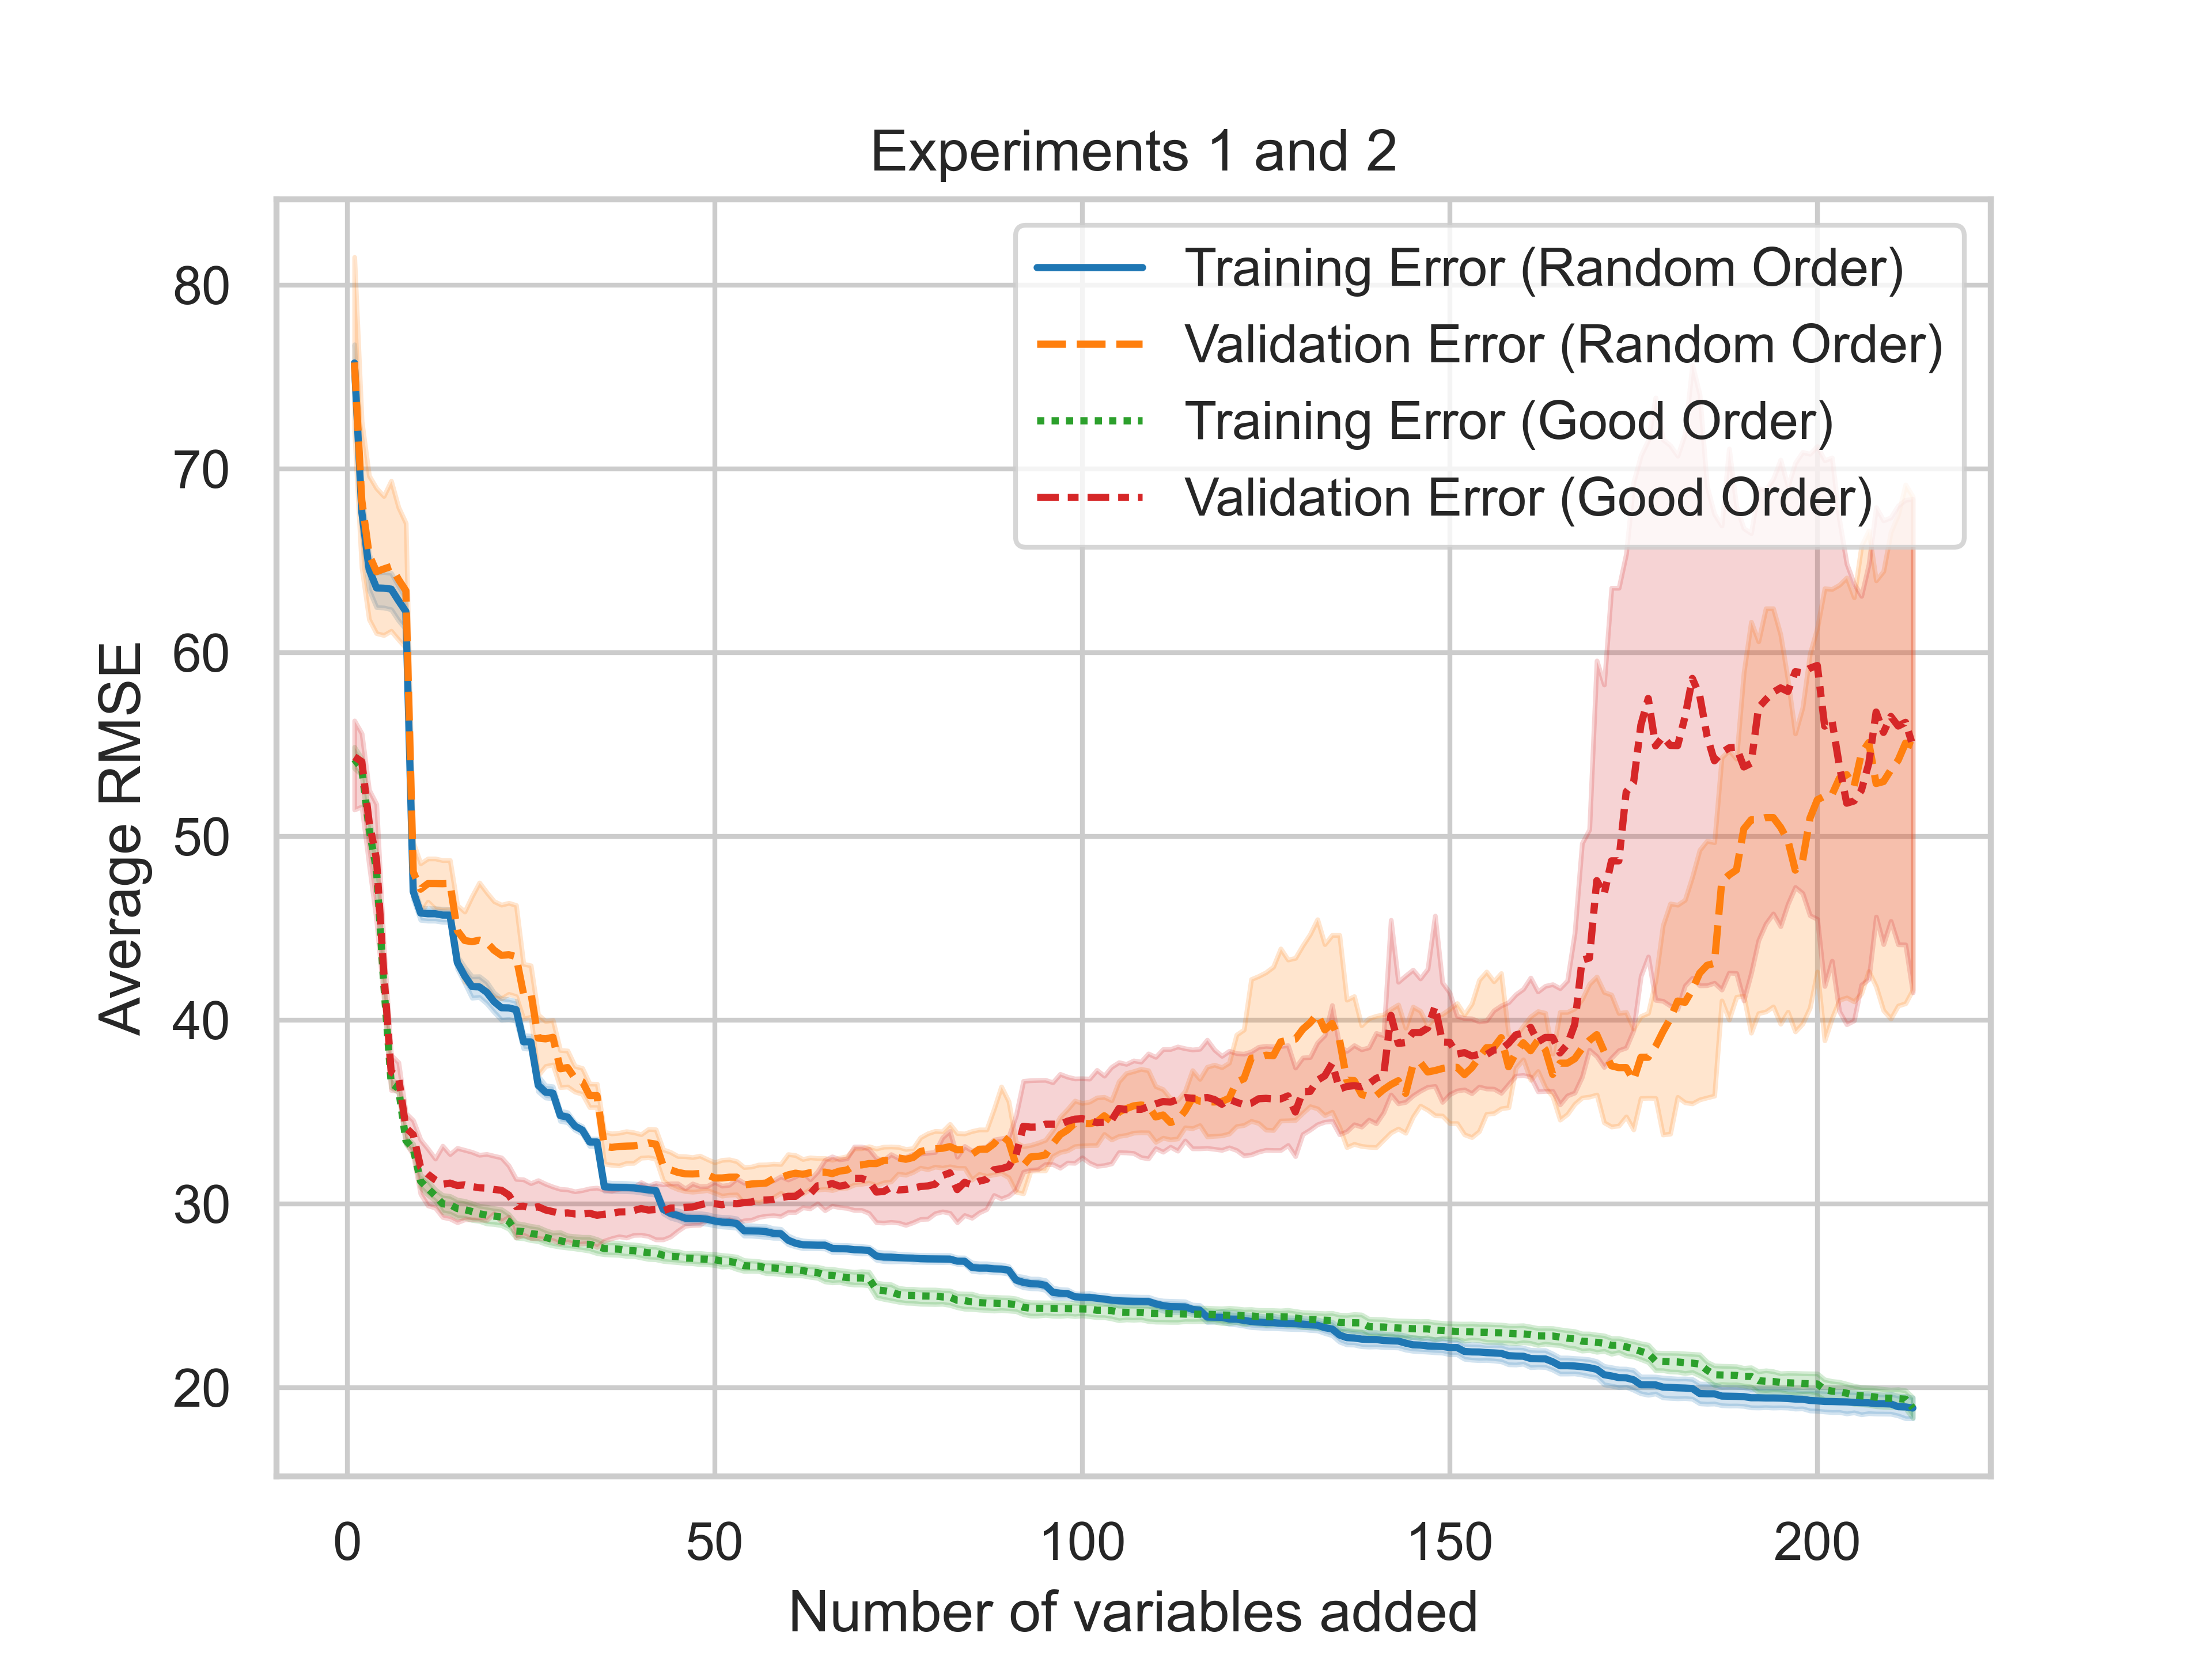 Experiments 1 and 2
Training Error (Random Order)
Validation Error (Random Order)
Training Error (Good Order)
Validation Error (Good Order)
Average RMSE
80
70
60
50
40
30
20
0 50 100 150 200
Number of variables added